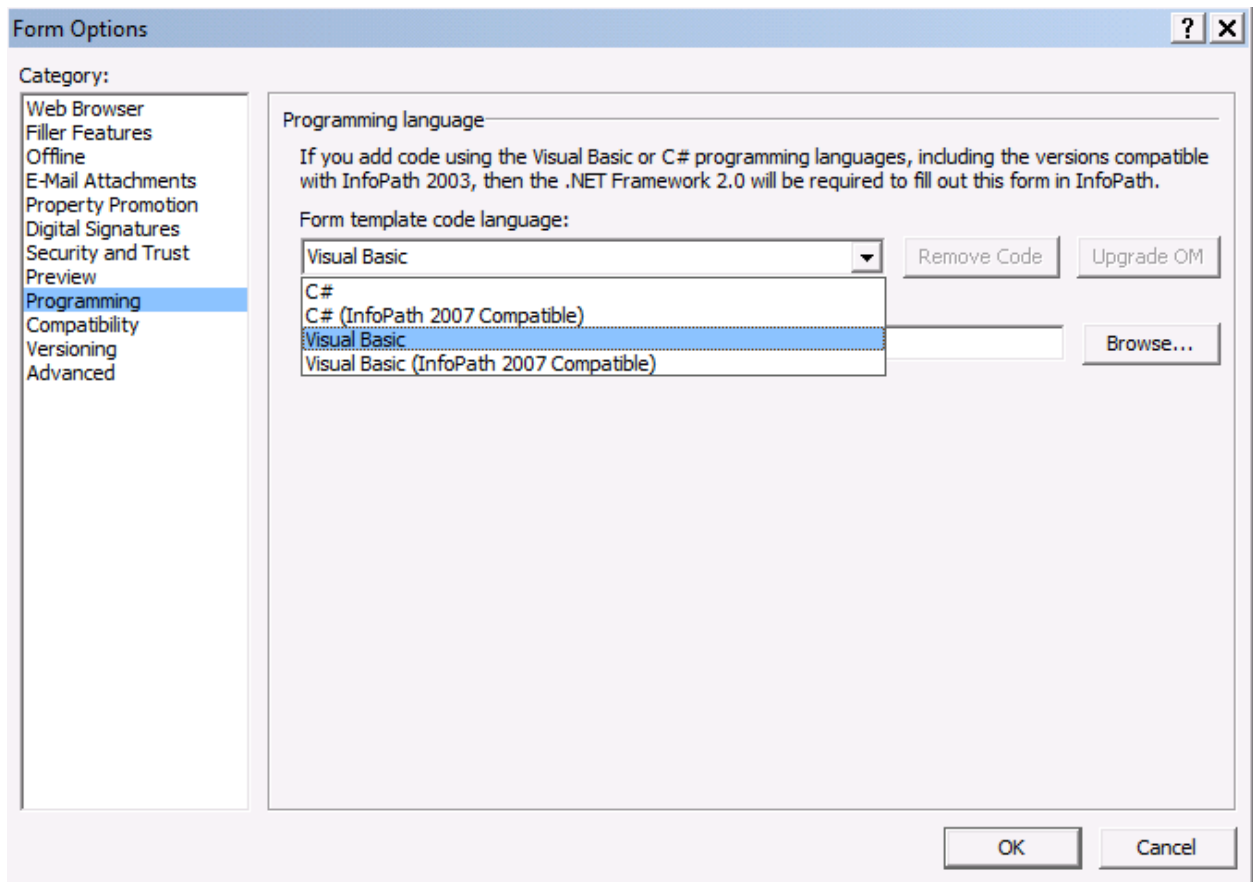 Form Options
Category:
Web Browser
Filler Features
Offline
E-Mail Attachments
Property Promotion
Digital Signatures
Security and Trust
Preview
Programming
Compatibility
Versioning
Advanced
Programming language
If you add code using the Visual Basic or C# programming languages, including the versions compatible
with InfoPath 2003, then the .NET Framework 2.0 will be required to fill out this form in InfoPath.
Form template code language:
Visual Basic
Remove Code
Upgrade OM
C#
C# (InfoPath 2007 Compatible)
Visual Basic
Visual Basic (InfoPath 2007 Compatible)
Browse...
OK
Cancel